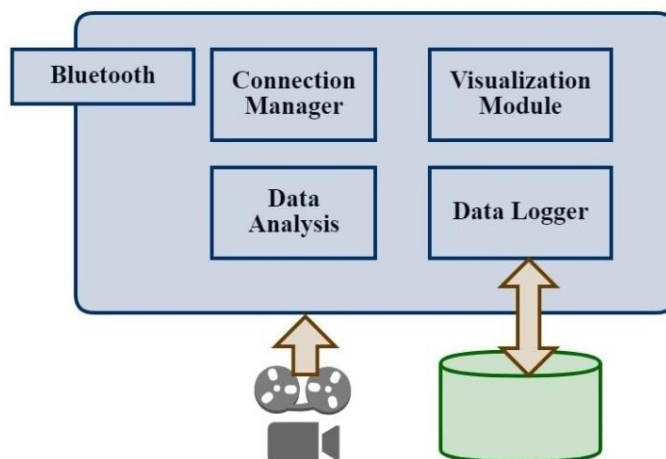 Bluetooth
Connection
Manager
Visualization
Module
Data
Analysis
Data Logger